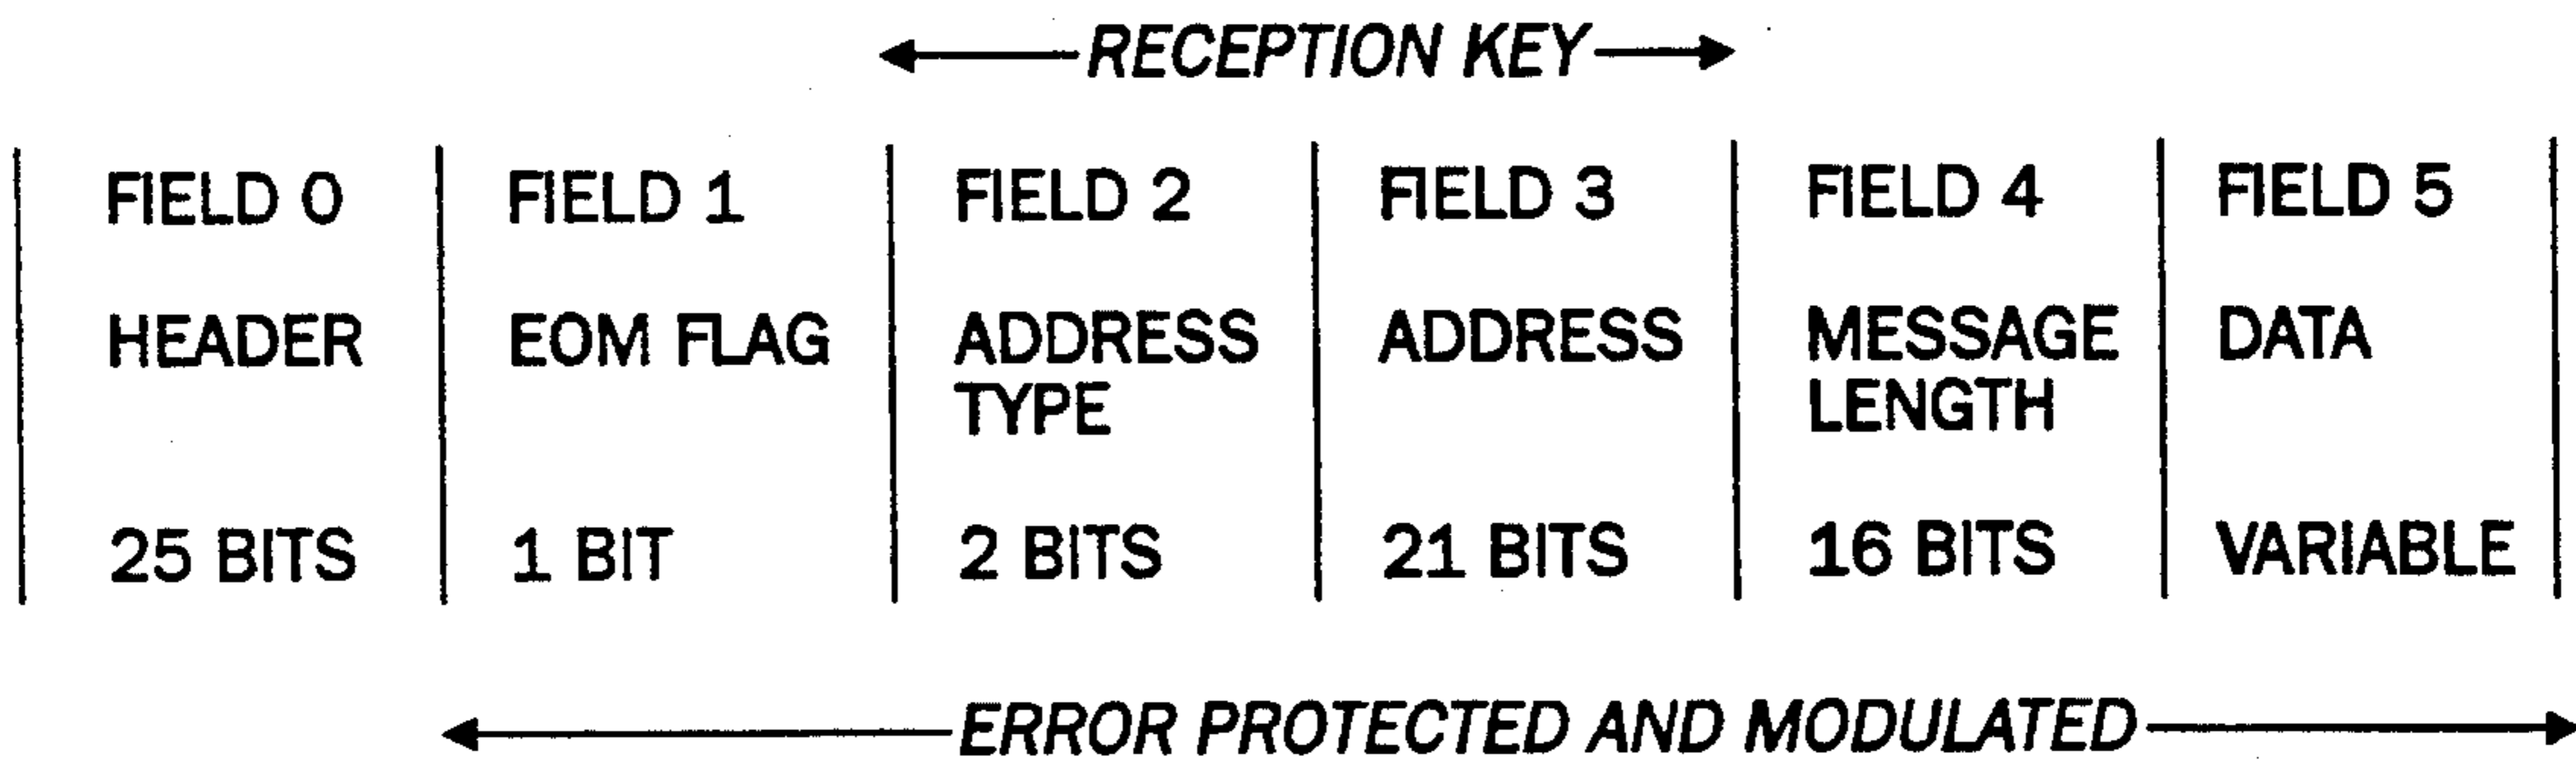 RECEPTION KEY
FIELD 0 FIELD 1 FIELD 2 FIELD 3 FIELD 4 FIELD 5
HEADER EOM FLAG ADDRESS TYPE ADDRESS MESSAGE LENGTH DATA
25 BITS 1 BIT 2 BITS 21 BITS 16 BITS VARIABLE
ERROR PROTECTED AND MODULATED